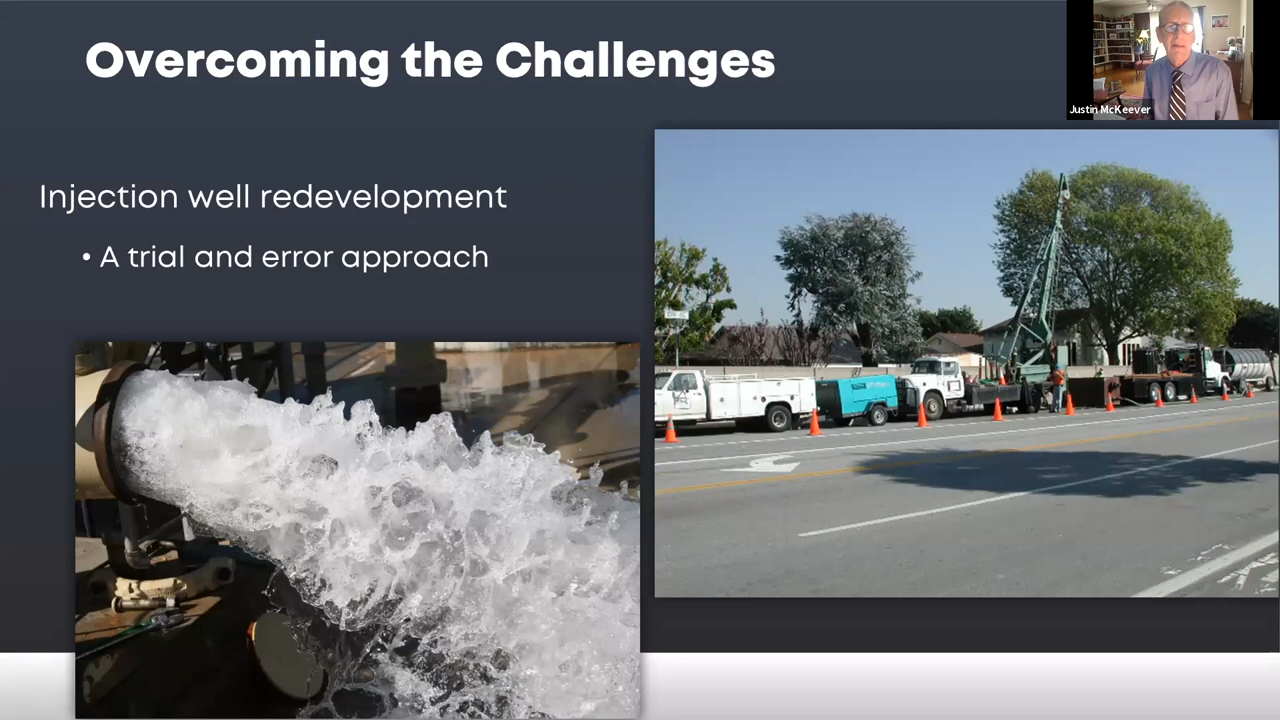 Overcoming the Challenges
Justin McKeever
Injection well redevelopment
• A trial and error approach